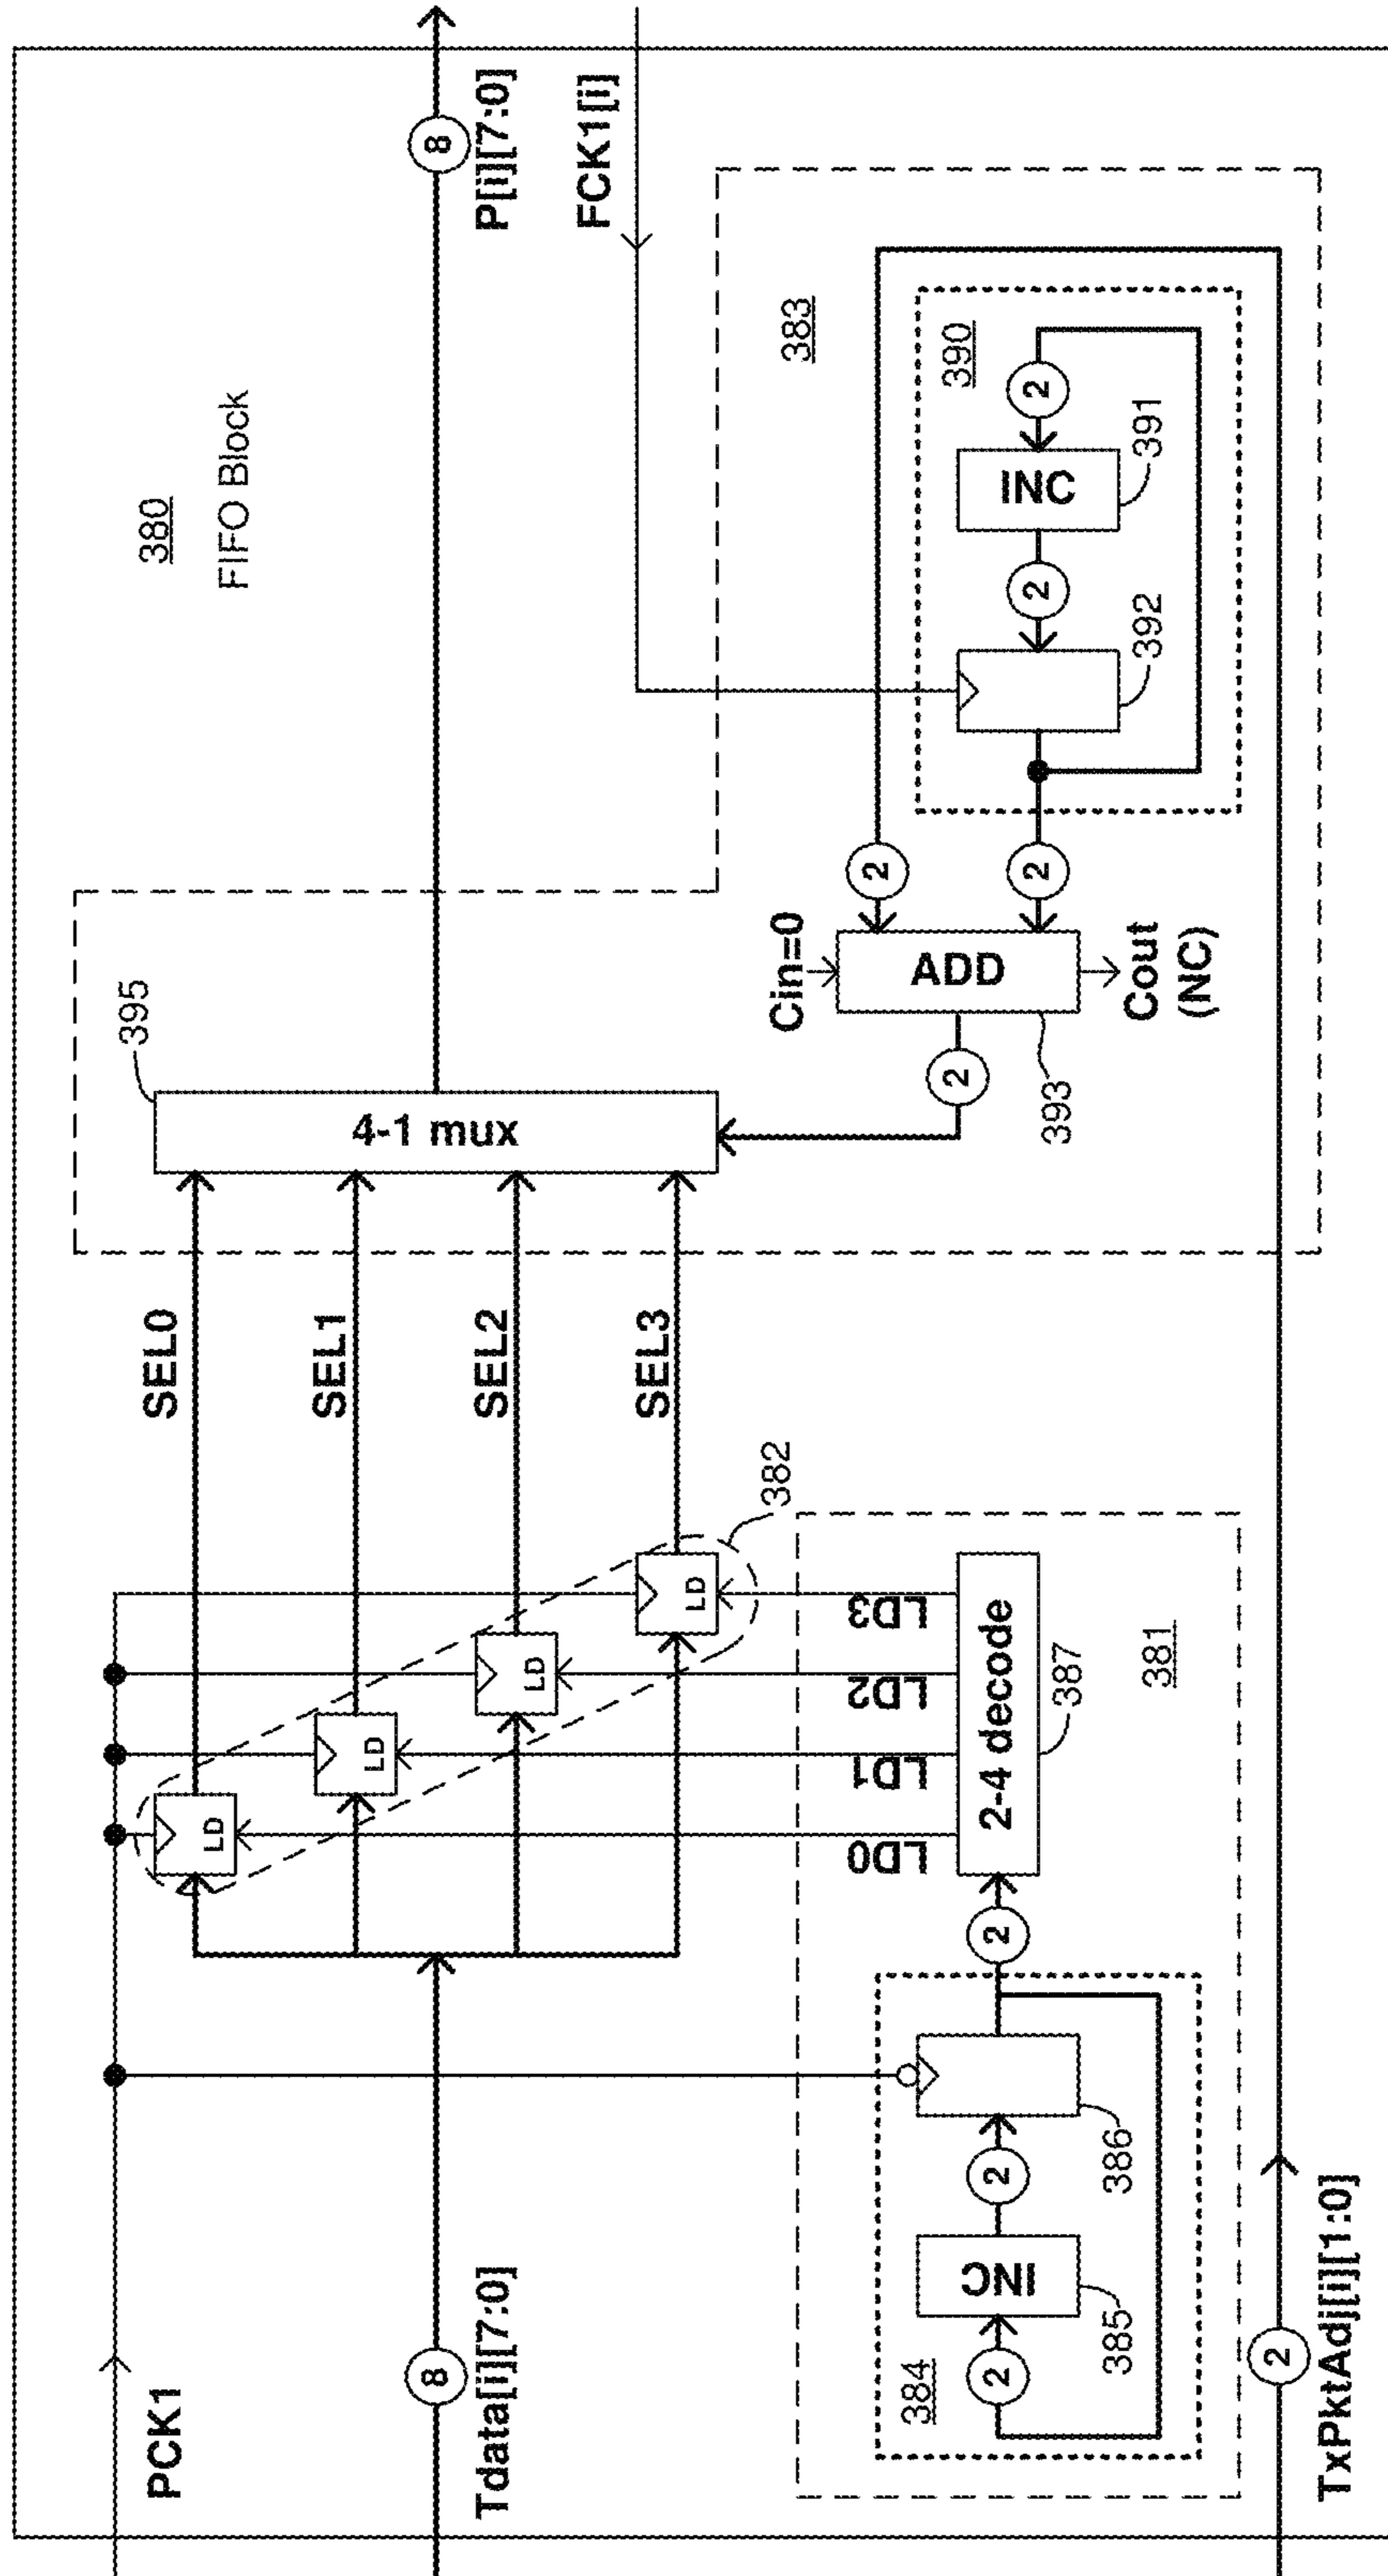 380
FIFO Block
PCK1
SEL0
395
LD
SEL1
LD
4-1 mux
8
P[i][7:0]
8
Tdata[i][7:0]
SEL2
LD
FCK1[i]
SEL3
LD
382
Cin=0
383
LD0
LD1
LD2
LD3
2
390
384
2
INC
2
2
2-4 decode
2
ADD
2
2
INC
2
385
386
387
393
392
391
Cout
(NC)
381
2
TxPktAdj[i][1:0]